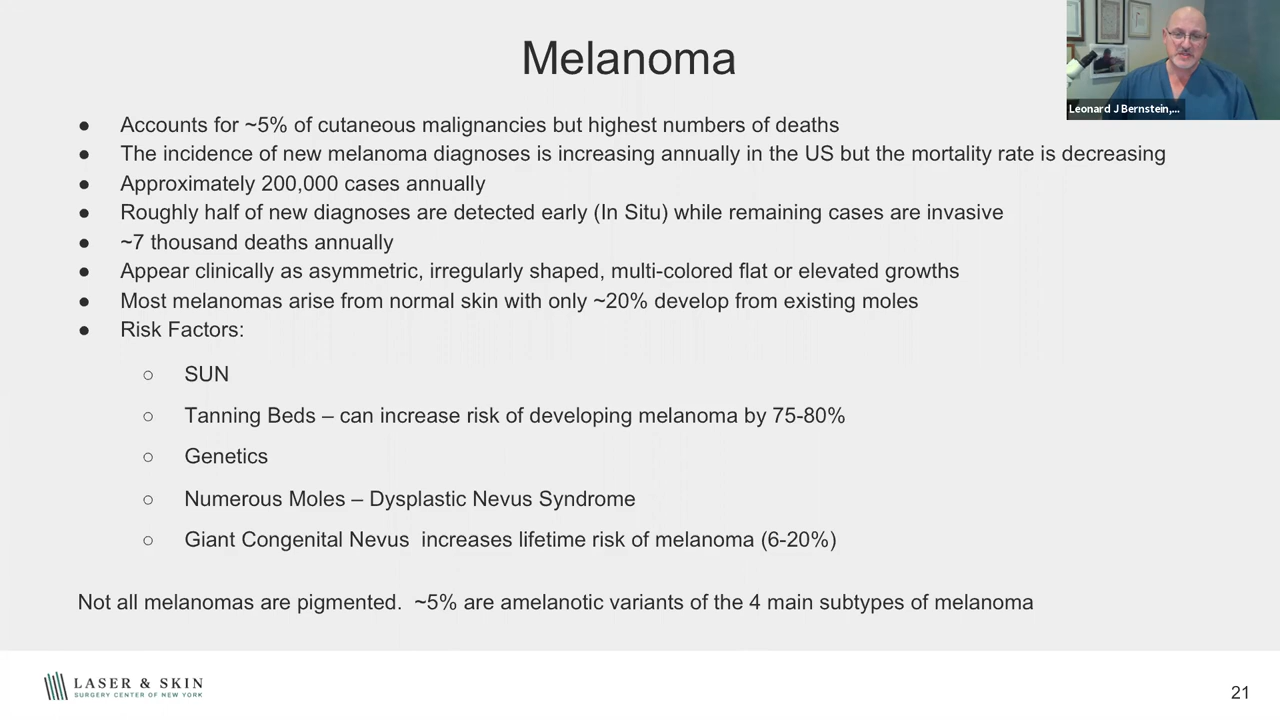 Melanoma
Leonard J Bernstein,...
● Accounts for ~5% of cutaneous malignancies but highest numbers of deaths
● The incidence of new melanoma diagnoses is increasing annually in the US but the mortality rate is decreasing
● Approximately 200,000 cases annually
● Roughly half of new diagnoses are detected early (In Situ) while remaining cases are invasive
● ~7 thousand deaths annually
● Appear clinically as asymmetric, irregularly shaped, multi-colored flat or elevated growths
● Most melanomas arise from normal skin with only ~20% develop from existing moles
● Risk Factors:
○ SUN
○ Tanning Beds – can increase risk of developing melanoma by 75-80%
○ Genetics
○ Numerous Moles – Dysplastic Nevus Syndrome
○ Giant Congenital Nevus  increases lifetime risk of melanoma (6-20%)
Not all melanomas are pigmented.  ~5% are amelanotic variants of the 4 main subtypes of melanoma
LASER & SKIN
SURGERY CENTER OF NEW YORK
21